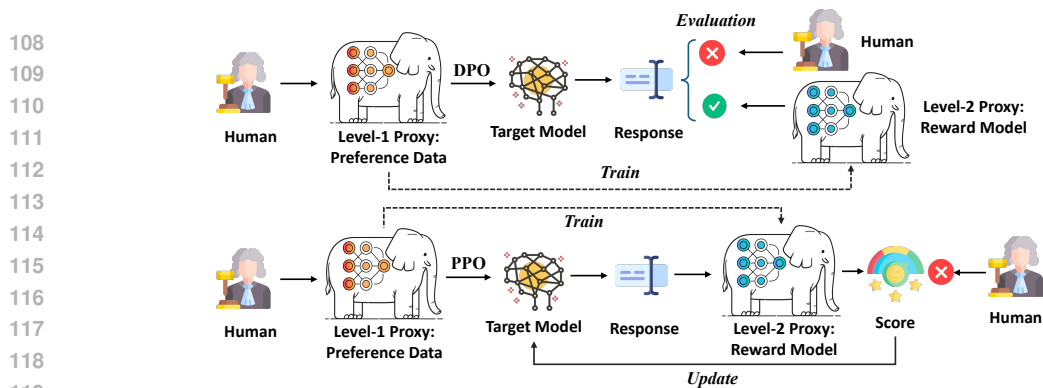 108
109
110
111
112
113
114
115
116
117
118
Evaluation
Human
DPO
Human
Level-1 Proxy:
Preference Data
Target Model
Response
Level-2 Proxy:
Reward Model
Train
Train
PPO
Human
Level-1 Proxy:
Preference Data
Target Model
Response
Level-2 Proxy:
Reward Model
Score
Human
Update